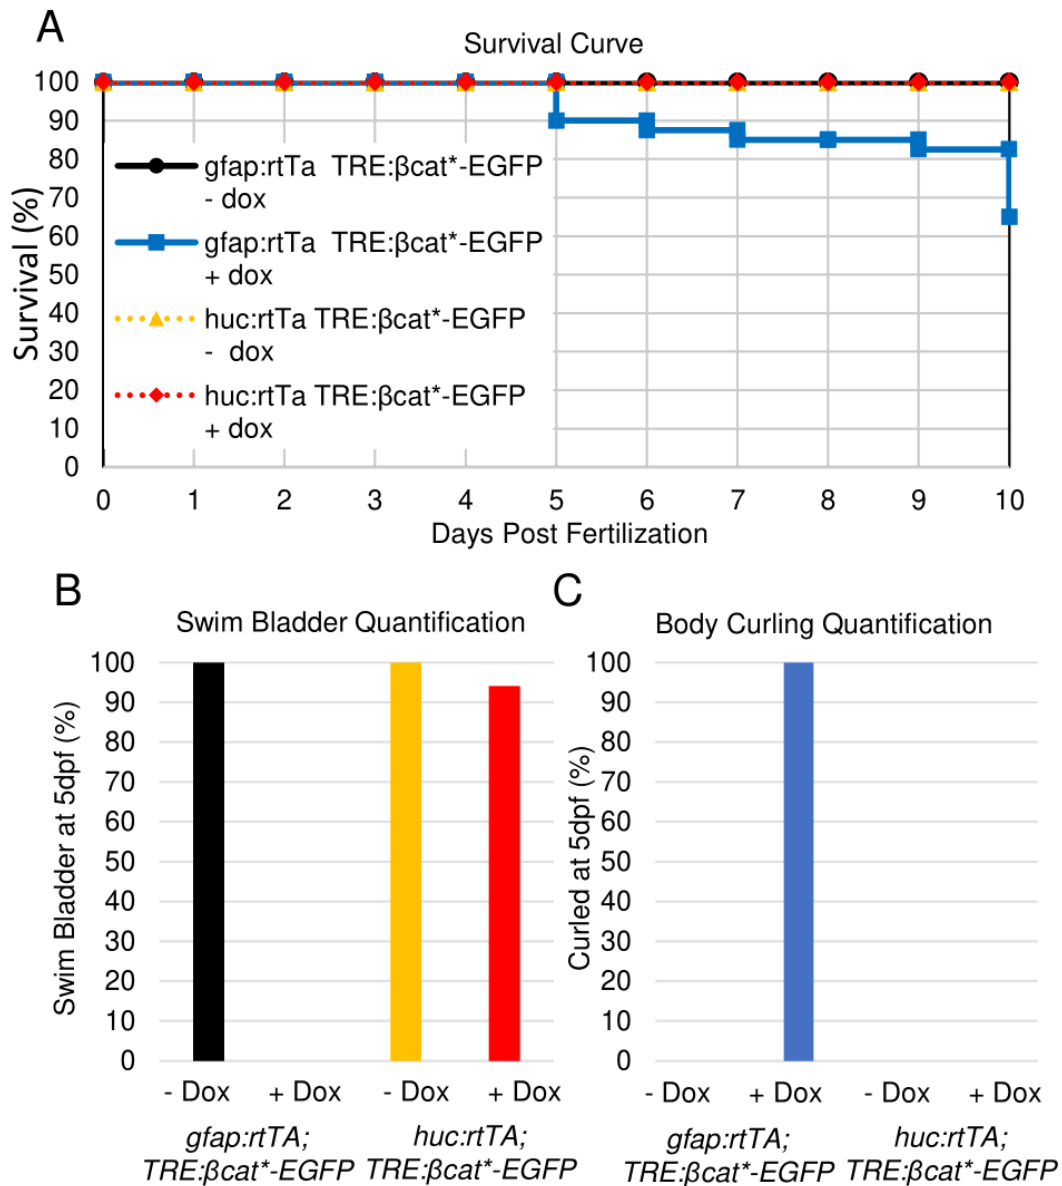 A
Survival Curve
Survival (%)
100
90
80
70
60
50
40
30
20
10
0
gfap:rtTa TRE:βcat*-EGFP
- dox
gfap:rtTa TRE:βcat*-EGFP
+ dox
huc:rtTa TRE:βcat*-EGFP
- dox
huc:rtTa TRE:βcat*-EGFP
+ dox
0 1 2 3 4 5 6 7 8 9 10
Days Post Fertilization
B
Swim Bladder Quantification
Swim Bladder at 5dpf (%)
100
90
80
70
60
50
40
30
20
10
0
- Dox + Dox - Dox + Dox
gfap:rtTA; huc:rtTA;
TRE:βcat*-EGFP TRE:βcat*-EGFP
C
Body Curling Quantification
Curled at 5dpf (%)
100
90
80
70
60
50
40
30
20
10
0
- Dox + Dox - Dox + Dox
gfap:rtTA; huc:rtTA;
TRE:βcat*-EGFP TRE:βcat*-EGFP